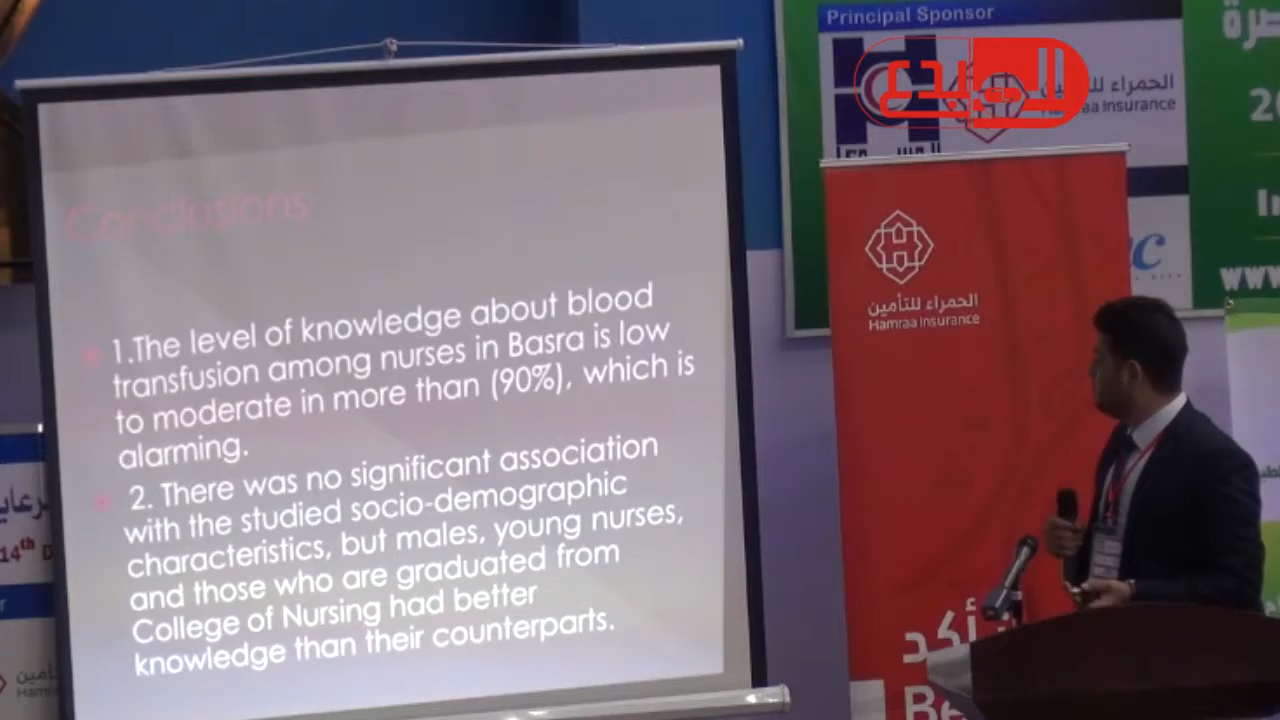 Conclusions
1.The level of knowledge about blood
transfusion among nurses in Basra is low
to moderate in more than (90%), which is
alarming.
2. There was no significant association
with the studied socio-demographic
characteristics, but males, young nurses,
and those who are graduated from
College of Nursing had better
knowledge than their counterparts.
Principal Sponsor
الحمراء
Hamraa Insurance
الحمراء للتأمين
Hamraa Insurance
14th